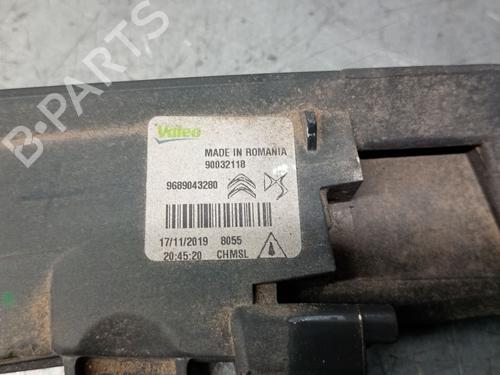 Valeo
MADE IN ROMANIA
90032118
9689043280
17/11/2019 8055
20:45:20 CHMSL
B-PARTS